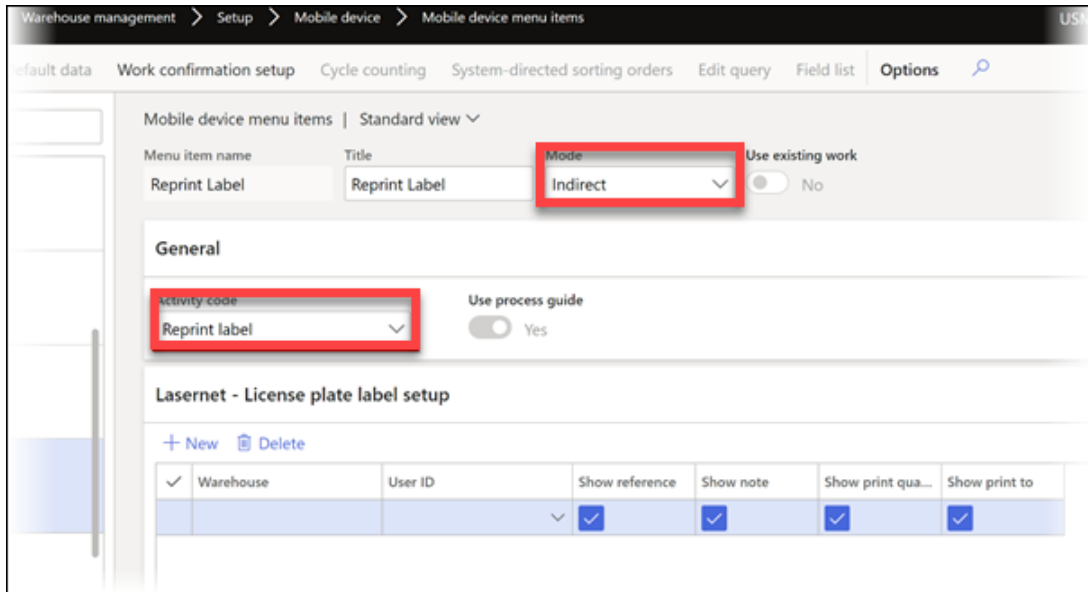 Warehouse management > Setup > Mobile device > Mobile device menu items
efault data Work confirmation setup Cycle counting System-directed sorting orders Edit query Field list Options
Mobile device menu items | Standard view
Menu item name Title Mode Use existing work
Reprint Label Reprint Label Indirect No
General
Activity code Use process guide
Reprint label Yes
Lasernet - License plate label setup
+ New Delete
Warehouse User ID Show reference Show note Show print qua... Show print to